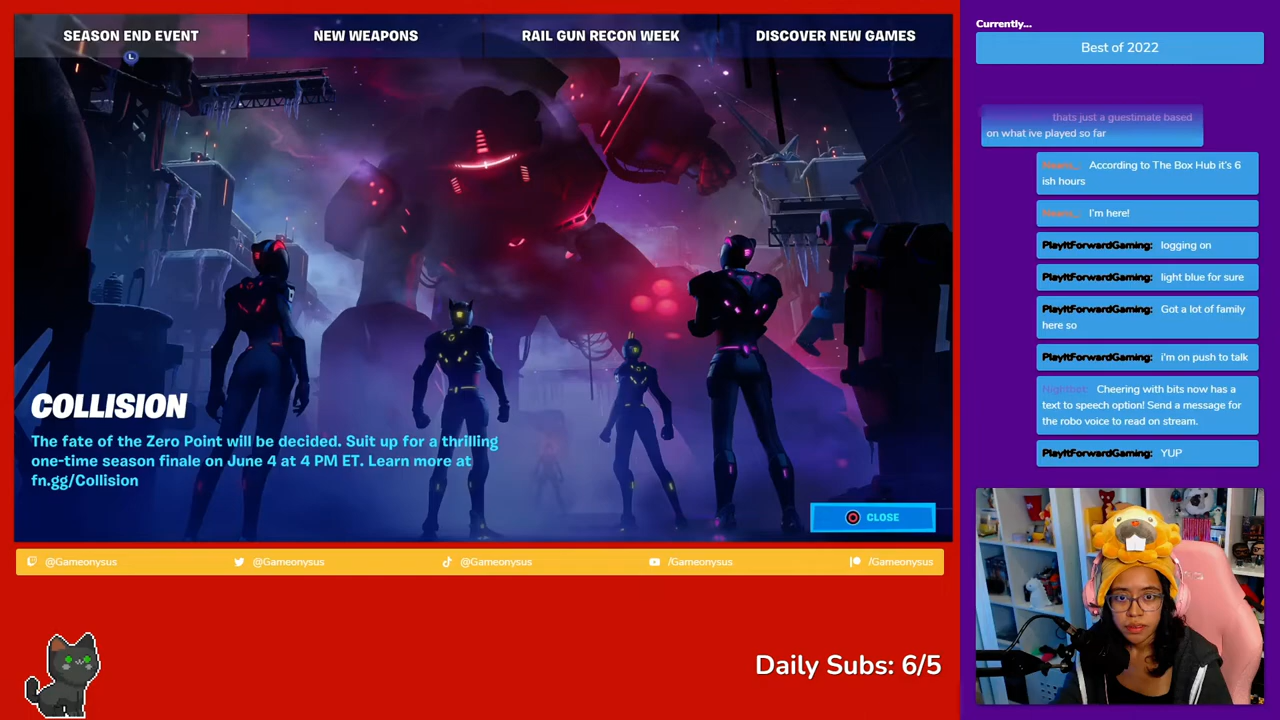 SEASON END EVENT
NEW WEAPONS
RAIL GUN RECON WEEK
DISCOVER NEW GAMES
L
COLLISION
The fate of the Zero Point will be decided. Suit up for a thrilling
one-time season finale on June 4 at 4 PM ET. Learn more at
fn.gg/Collision
CLOSE
@Gameonysus
@Gameonysus
@Gameonysus
/Gameonysus
/Gameonysus
Daily Subs: 6/5
Currently...
Best of 2022
thats just a guestimate based
on what ive played so far
According to The Box Hub it's 6
ish hours
I'm here!
PlayItForwardGaming: logging on
PlayItForwardGaming: light blue for sure
PlayItForwardGaming: Got a lot of family
here so
PlayItForwardGaming: i'm on push to talk
Nightbot: Cheering with bits now has a
text to speech option! Send a message for
the robo voice to read on stream.
PlayItForwardGaming: YUP